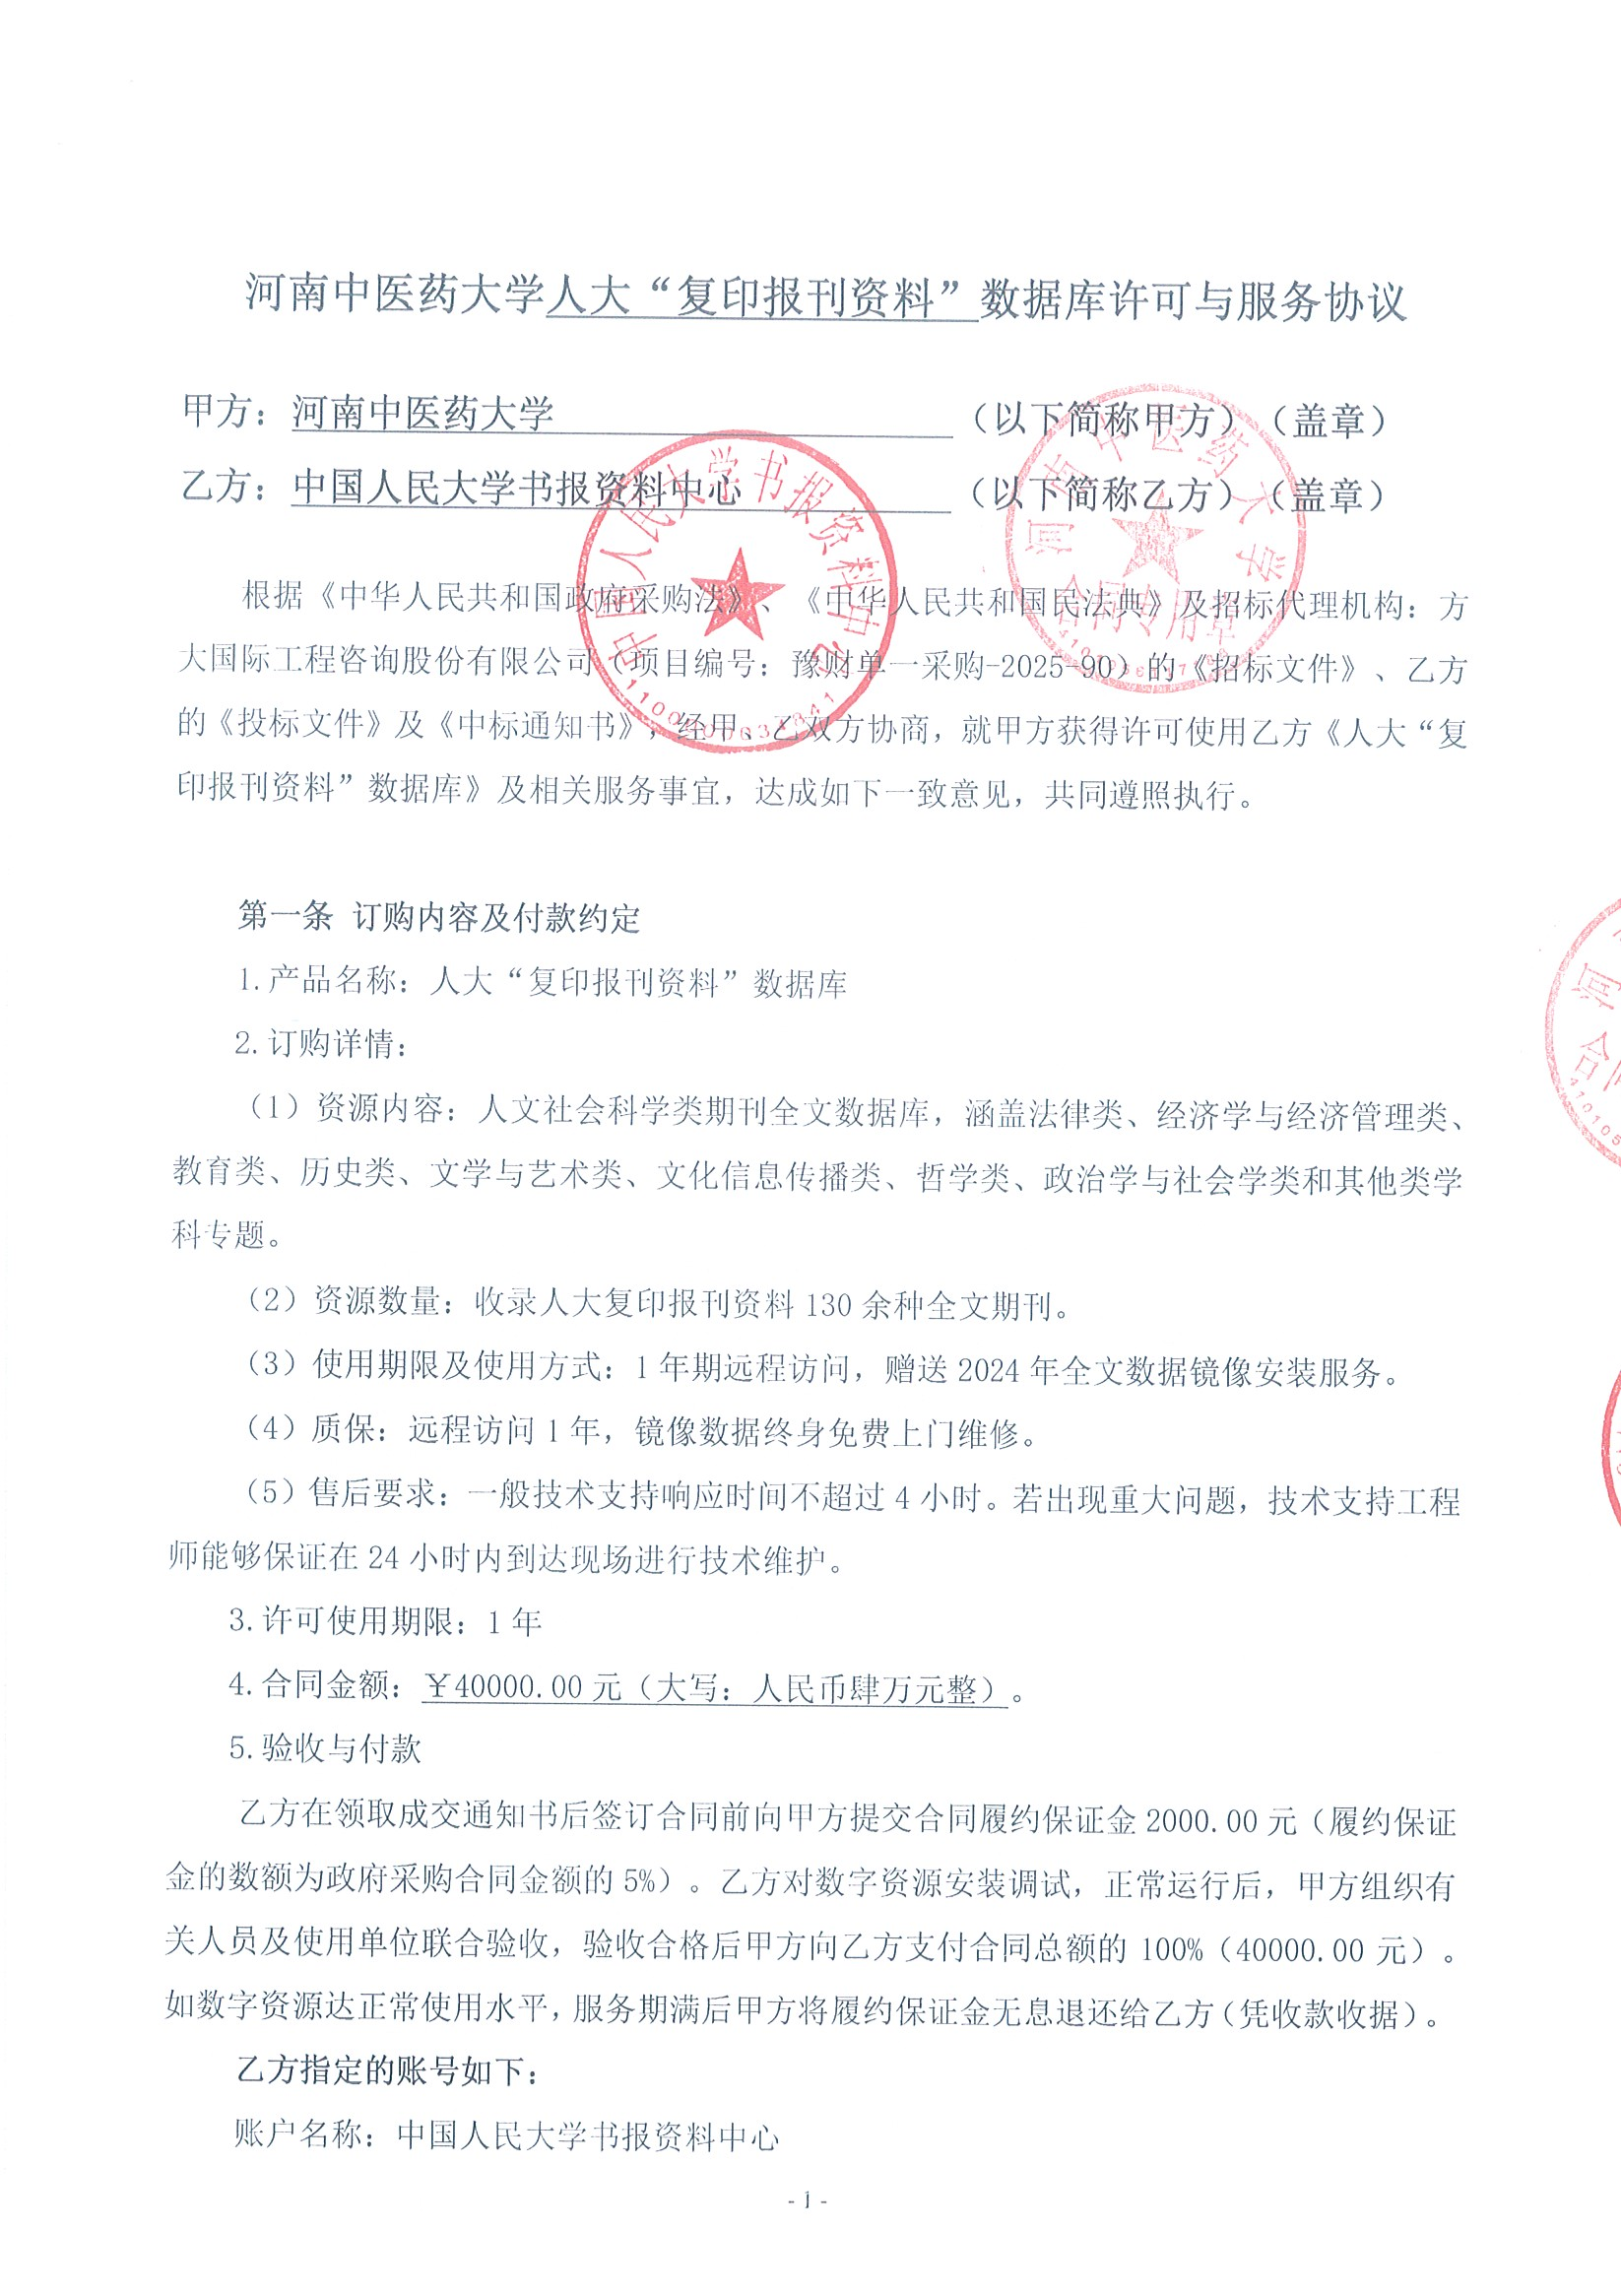 河南中医药大学人大“复印报刊资料”数据库许可与服务协议
甲方：河南中医药大学（以下简称甲方）（盖章）
乙方：中国人民大学书报资料中心（以下简称乙方）（盖章）
根据《中华人民共和国政府采购法》、《中华人民共和国民法典》及招标代理机构：方
大国际工程咨询股份有限公司（项目编号：豫财单一采购-2025-90）的《招标文件》、乙方
的《投标文件》及《中标通知书》，经甲、乙双方协商，就甲方获得许可使用乙方《人大“复
印报刊资料”数据库》及相关服务事宜，达成如下一致意见，共同遵照执行。
第一条 订购内容及付款约定
1.产品名称：人大“复印报刊资料”数据库
2.订购详情：
（1）资源内容：人文社会科学类期刊全文数据库，涵盖法律类、经济学与经济管理类、
教育类、历史类、文学与艺术类、文化信息传播类、哲学类、政治学与社会学类和其他类学
科专题。
（2）资源数量：收录人大复印报刊资料 130 余种全文期刊。
（3）使用期限及使用方式：1 年期远程访问，赠送 2024 年全文数据镜像安装服务。
（4）质保：远程访问 1 年，镜像数据终身免费上门维修。
（5）售后要求：一般技术支持响应时间不超过 4 小时。若出现重大问题，技术支持工程
师能够保证在 24 小时内到达现场进行技术维护。
3.许可使用期限：1 年
4.合同金额：￥40000.00 元（大写：人民币肆万元整）。
5.验收与付款
乙方在领取成交通知书后签订合同前向甲方提交合同履约保证金 2000.00 元（履约保证
金的数额为政府采购合同金额的 5%）。乙方对数字资源安装调试，正常运行后，甲方组织有
关人员及使用单位联合验收，验收合格后甲方向乙方支付合同总额的 100%（40000.00 元）。
如数字资源达正常使用水平，服务期满后甲方将履约保证金无息退还给乙方（凭收款收据）。
乙方指定的账号如下：
账户名称：中国人民大学书报资料中心
- 1 -
中国人民大学书报资料中心
河南中医药大学
合同专用章